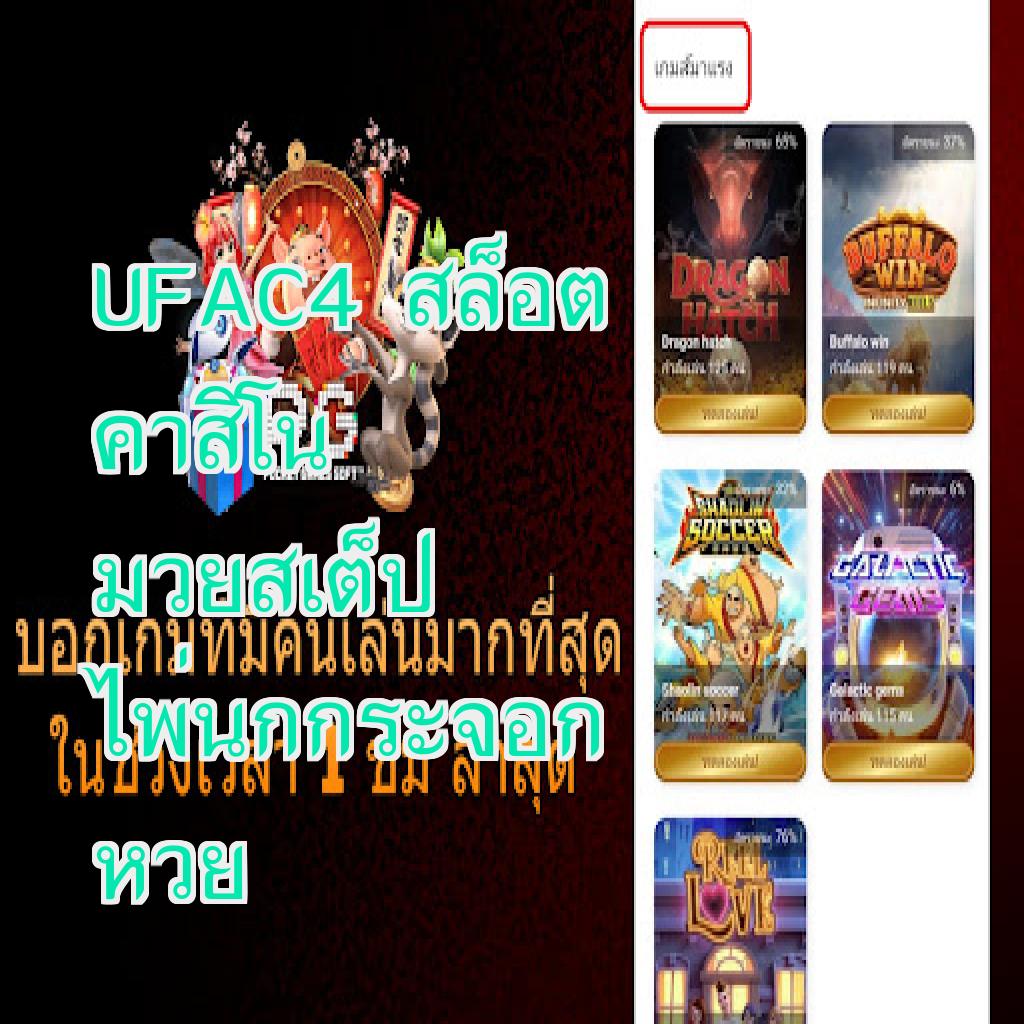 UFAC4 สล็อต
คาสิโน
มวยสเต็ป
ไพ่นกกระจอก
หวย
บอกเกมที่มีคนเล่นมากที่สุด
ในช่วงเวลา 1 ชม ล่าสุด
POCKET GAMES SOFT
เกมส์มาแรง
อัตราชนะ 68%
DRAGON
HATCH
Dragon hatch
กำลังเล่น 125 คน
ทดลองเล่น!
อัตราชนะ 37%
BUFFALO
WIN
Buffalo win
กำลังเล่น 119 คน
ทดลองเล่น!
SHAOLIN
SOCCER
Shaolin soccer
กำลังเล่น 117 คน
ทดลองเล่น!
อัตราชนะ 6%
GALACTIC
GEMS
Galactic gems
กำลังเล่น 115 คน
ทดลองเล่น!
อัตราชนะ 76%
REEL
LOVE